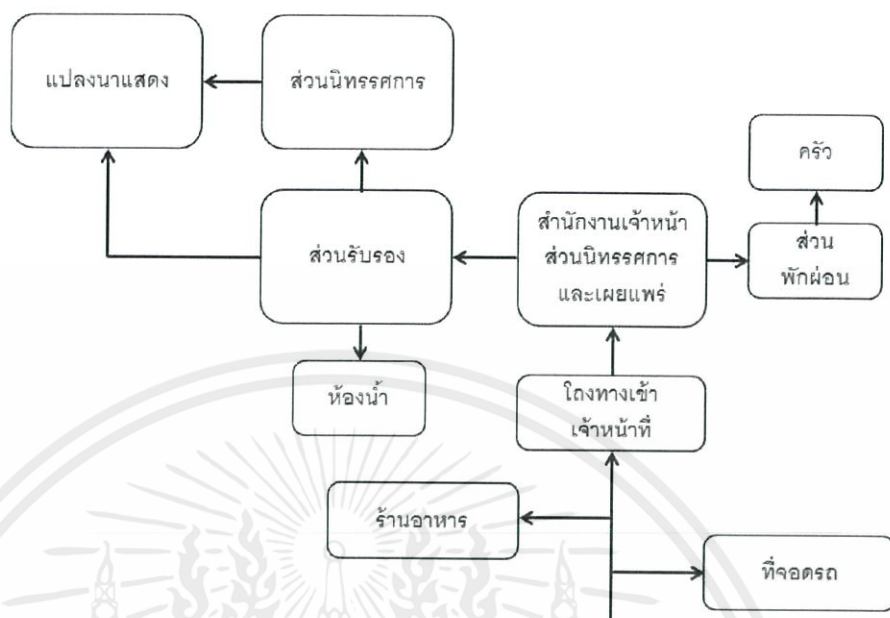 แปลงนาแสดง
ส่วนนิทรรศการ
ครัว
ส่วนรับรอง
สำนักงานเจ้าหน้า
ส่วนนิทรรศการ
และเผยแพร่
ส่วน
พักผ่อน
ห้องน้ำ
โถงทางเข้า
เจ้าหน้าที่
ร้านอาหาร
ที่จอดรถ